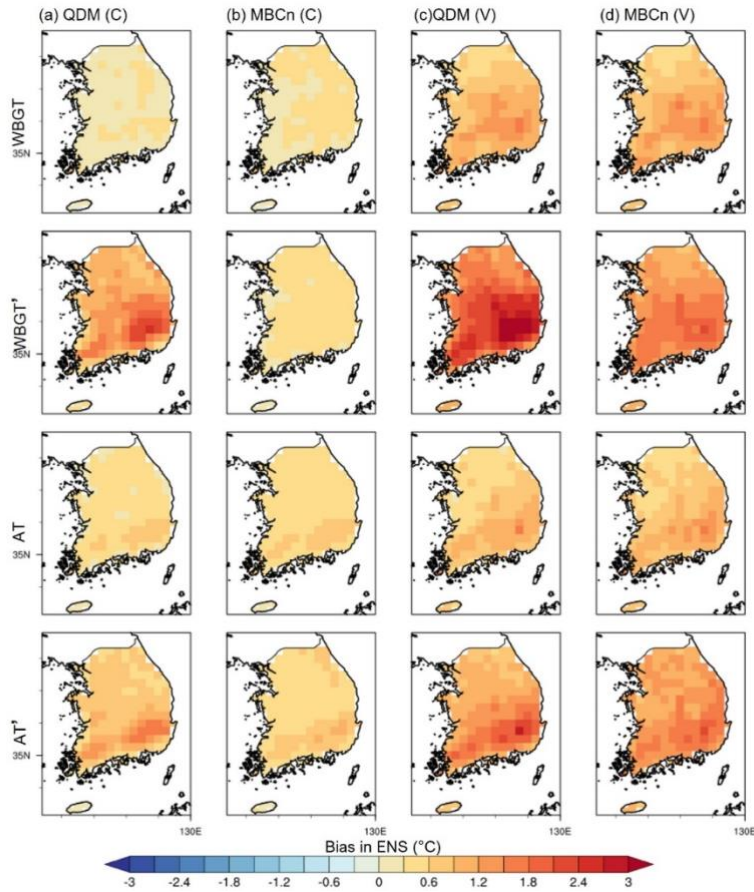 (a) QDM (C) (b) MBCn (C) (c)QDM (V) (d) MBCn (V)
WBGT
35N
WBGT’
35N
AT
35N
AT’
35N
130E 130E 130E 130E
Bias in ENS (°C)
-3 -2.4 -1.8 -1.2 -0.6 0 0.6 1.2 1.8 2.4 3